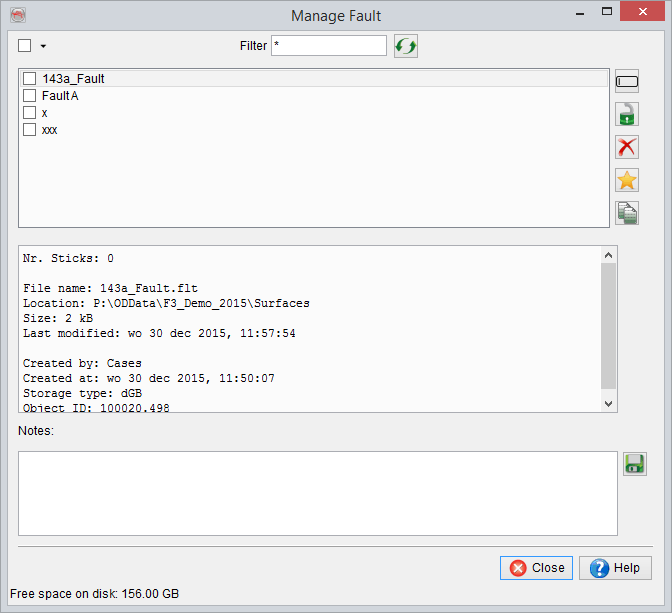 Manage Fault
Filter *
143a_Fault
Fault A
x
xxx
Nr. Sticks: 0
File name: 143a_Fault.flt
Location: P:\ODData\F3_Demo_2015\Surfaces
Size: 2 kB
Last modified: wo 30 dec 2015, 11:57:54
Created by: Cases
Created at: wo 30 dec 2015, 11:50:07
Storage type: dGB
Object ID: 100020.498
Notes:
Close Help
Free space on disk: 156.00 GB